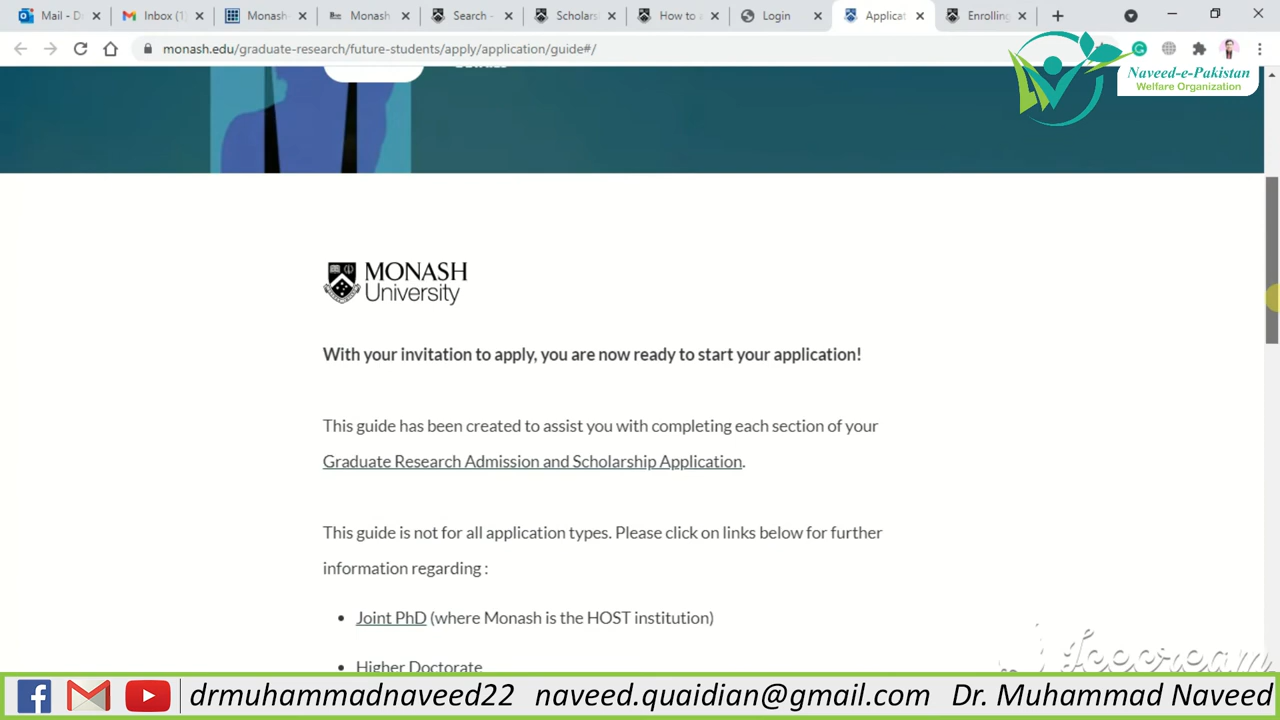 Mail - D
Inbox (1)
Monash
Monash
Search -
Scholars
How to a
Login
Applicat
Enrolling
monash.edu/graduate-research/future-students/apply/application/guide#/
Naveed-e-Pakistan
Welfare Organization
MONASH
University
With your invitation to apply, you are now ready to start your application!
This guide has been created to assist you with completing each section of your
Graduate Research Admission and Scholarship Application.
This guide is not for all application types. Please click on links below for further
information regarding :
• Joint PhD (where Monash is the HOST institution)
• Higher Doctorate
Icecream
drmuhammadnaveed22 naveed.quaidian@gmail.com Dr. Muhammad Naveed